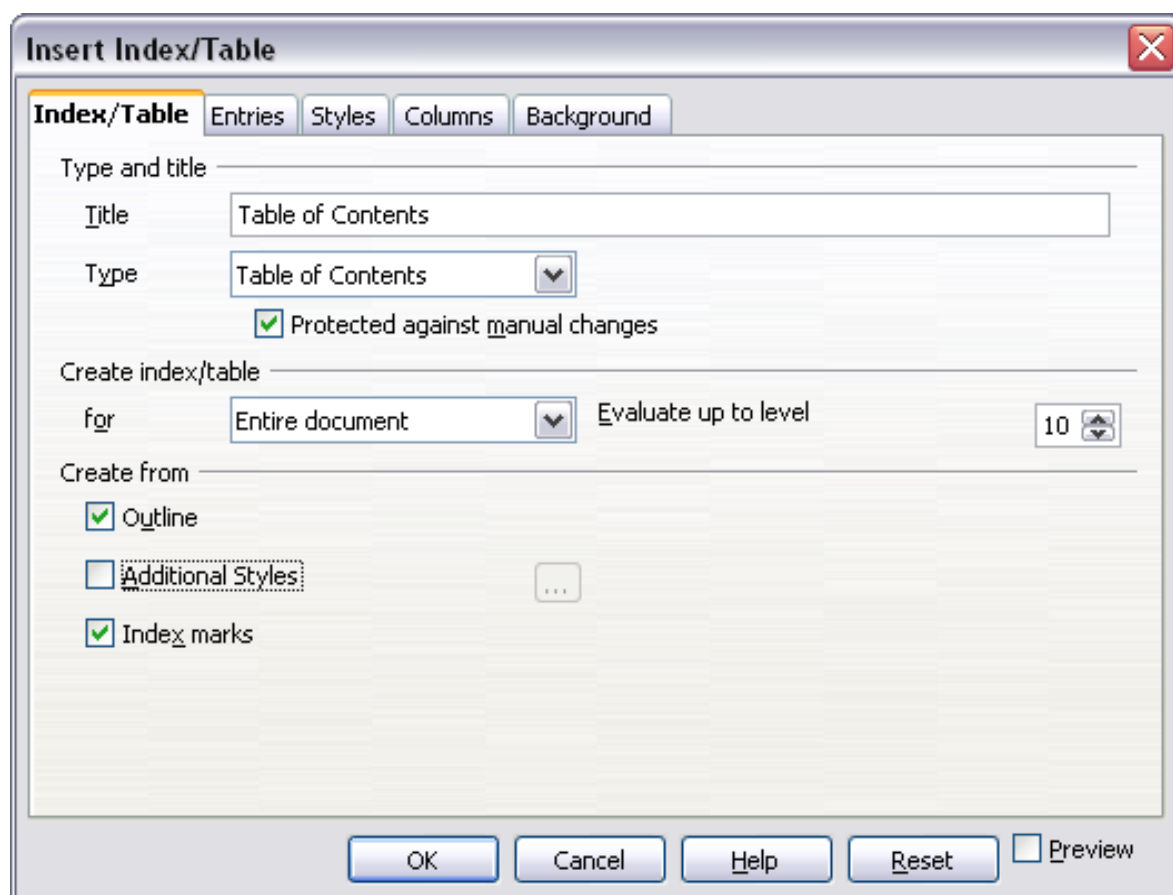 Insert Index/Table
Index/Table Entries Styles Columns Background
Type and title
Title Table of Contents
Type Table of Contents
Protected against manual changes
Create index/table
for Entire document Evaluate up to level 10
Create from
Outline
Additional Styles ...
Index marks
OK Cancel Help Reset Preview